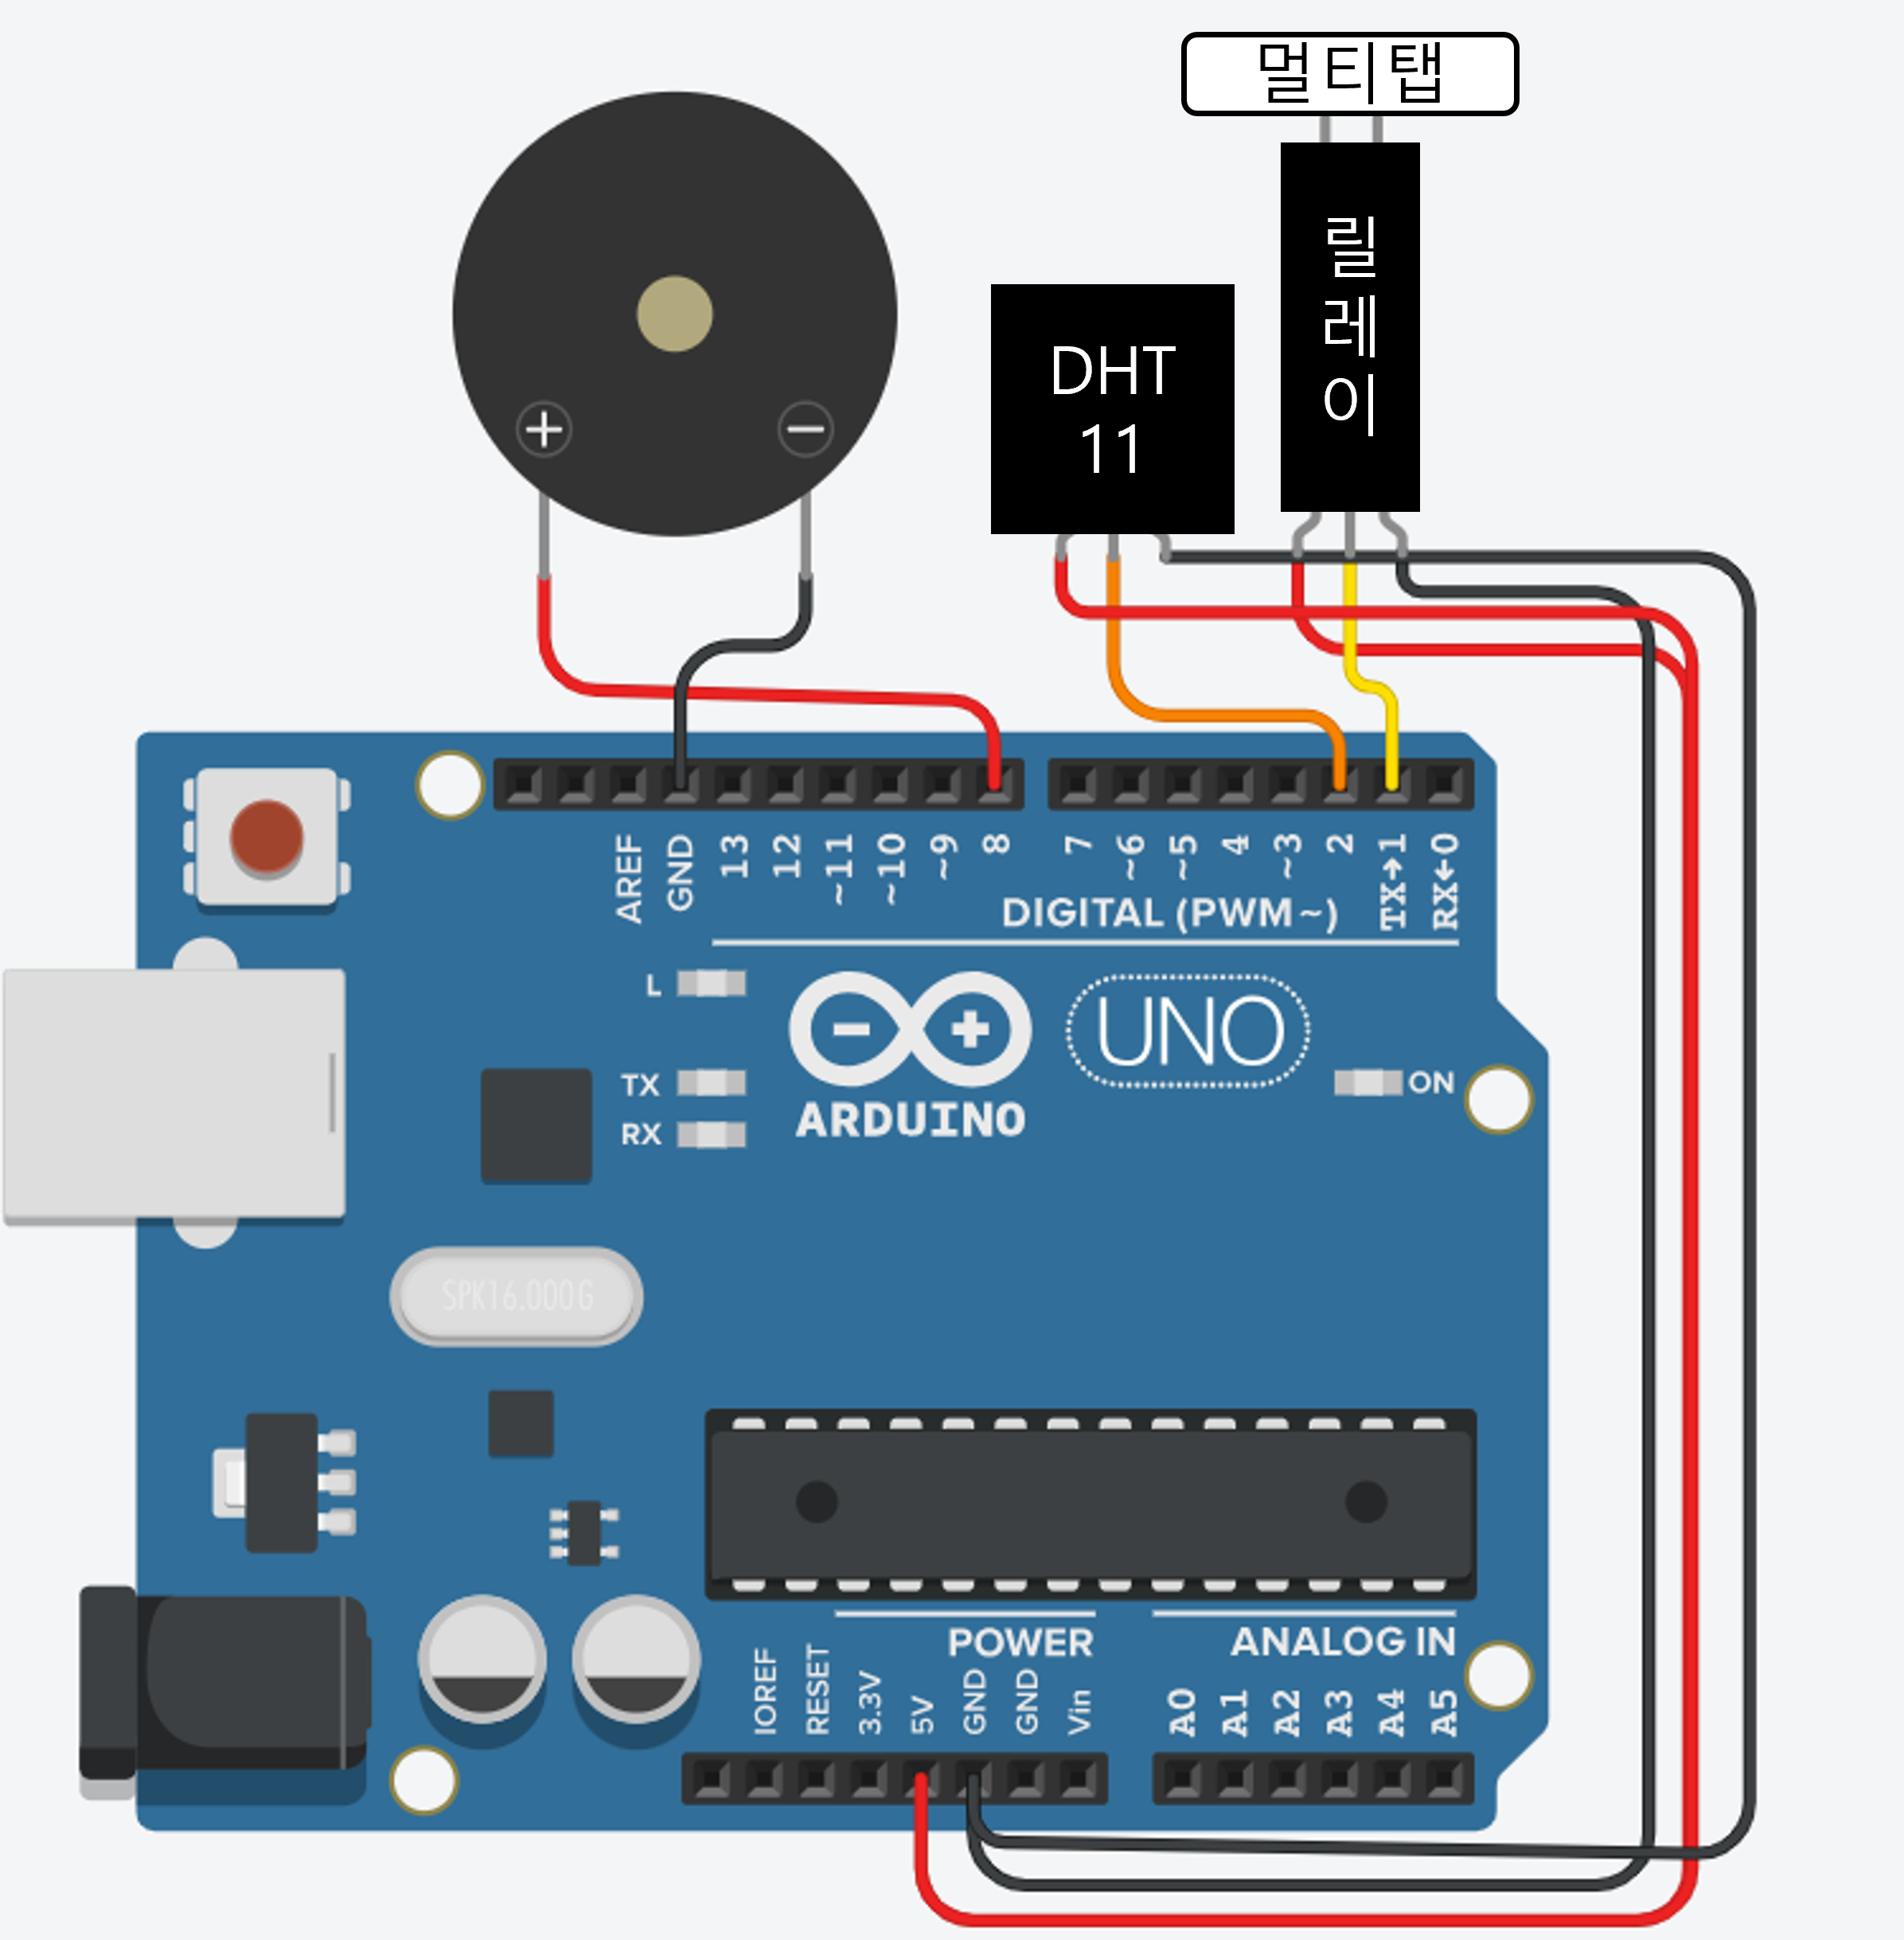 멀티탭
릴
레
이
DHT
11
AREF
GND
13
12
~11
~10
~9
8
7
~6
~5
4
~3
2
TX→1
RX←0
DIGITAL (PWM~)
L
TX
RX
ARDUINO
UNO
ON
SPK16.000G
POWER
ANALOG IN
IOREF
RESET
3.3V
5V
GND
GND
Vin
A0
A1
A2
A3
A4
A5